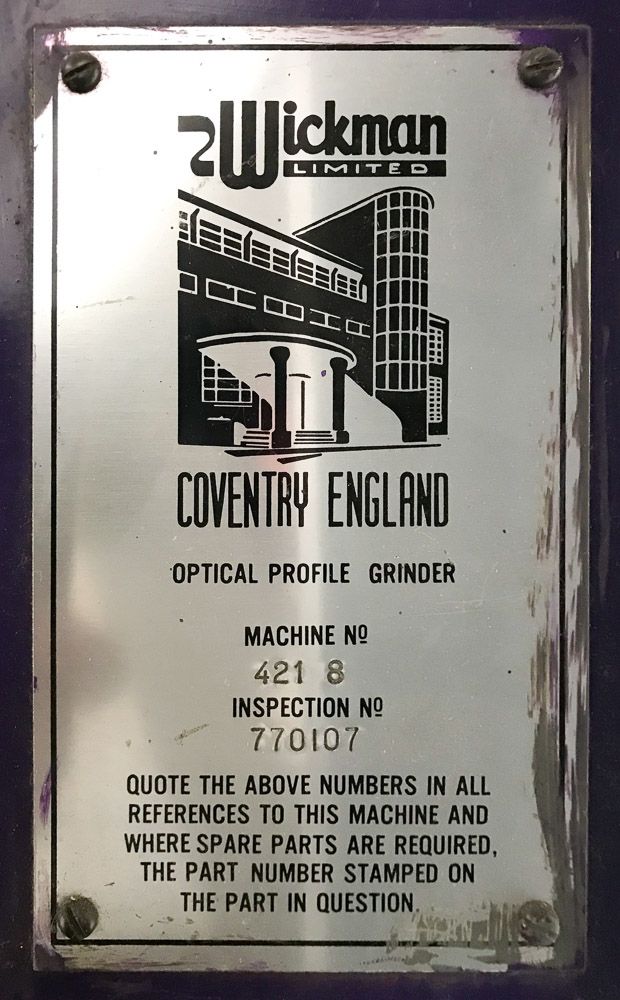 Wickman
LIMITED
COVENTRY ENGLAND
OPTICAL PROFILE GRINDER
MACHINE Nº
421 8
INSPECTION Nº
770107
QUOTE THE ABOVE NUMBERS IN ALL
REFERENCES TO THIS MACHINE AND
WHERE SPARE PARTS ARE REQUIRED,
THE PART NUMBER STAMPED ON
THE PART IN QUESTION.